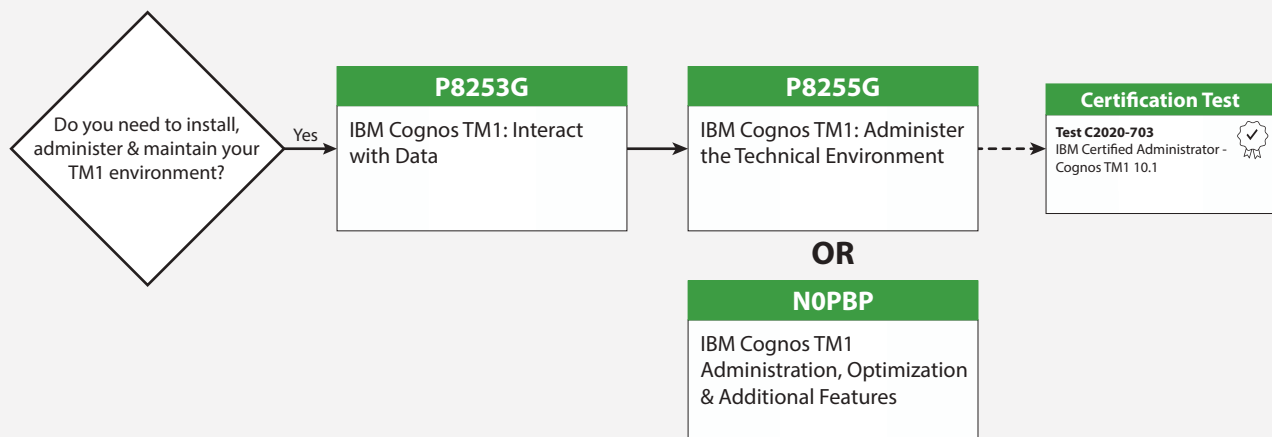 Do you need to install,
administer & maintain your
TM1 environment?
Yes
P8253G
IBM Cognos TM1: Interact
with Data
P8255G
IBM Cognos TM1: Administer
the Technical Environment
Certification Test
Test C2020-703
IBM Certified Administrator -
Cognos TM1 10.1
OR
N0PBP
IBM Cognos TM1
Administration, Optimization
& Additional Features